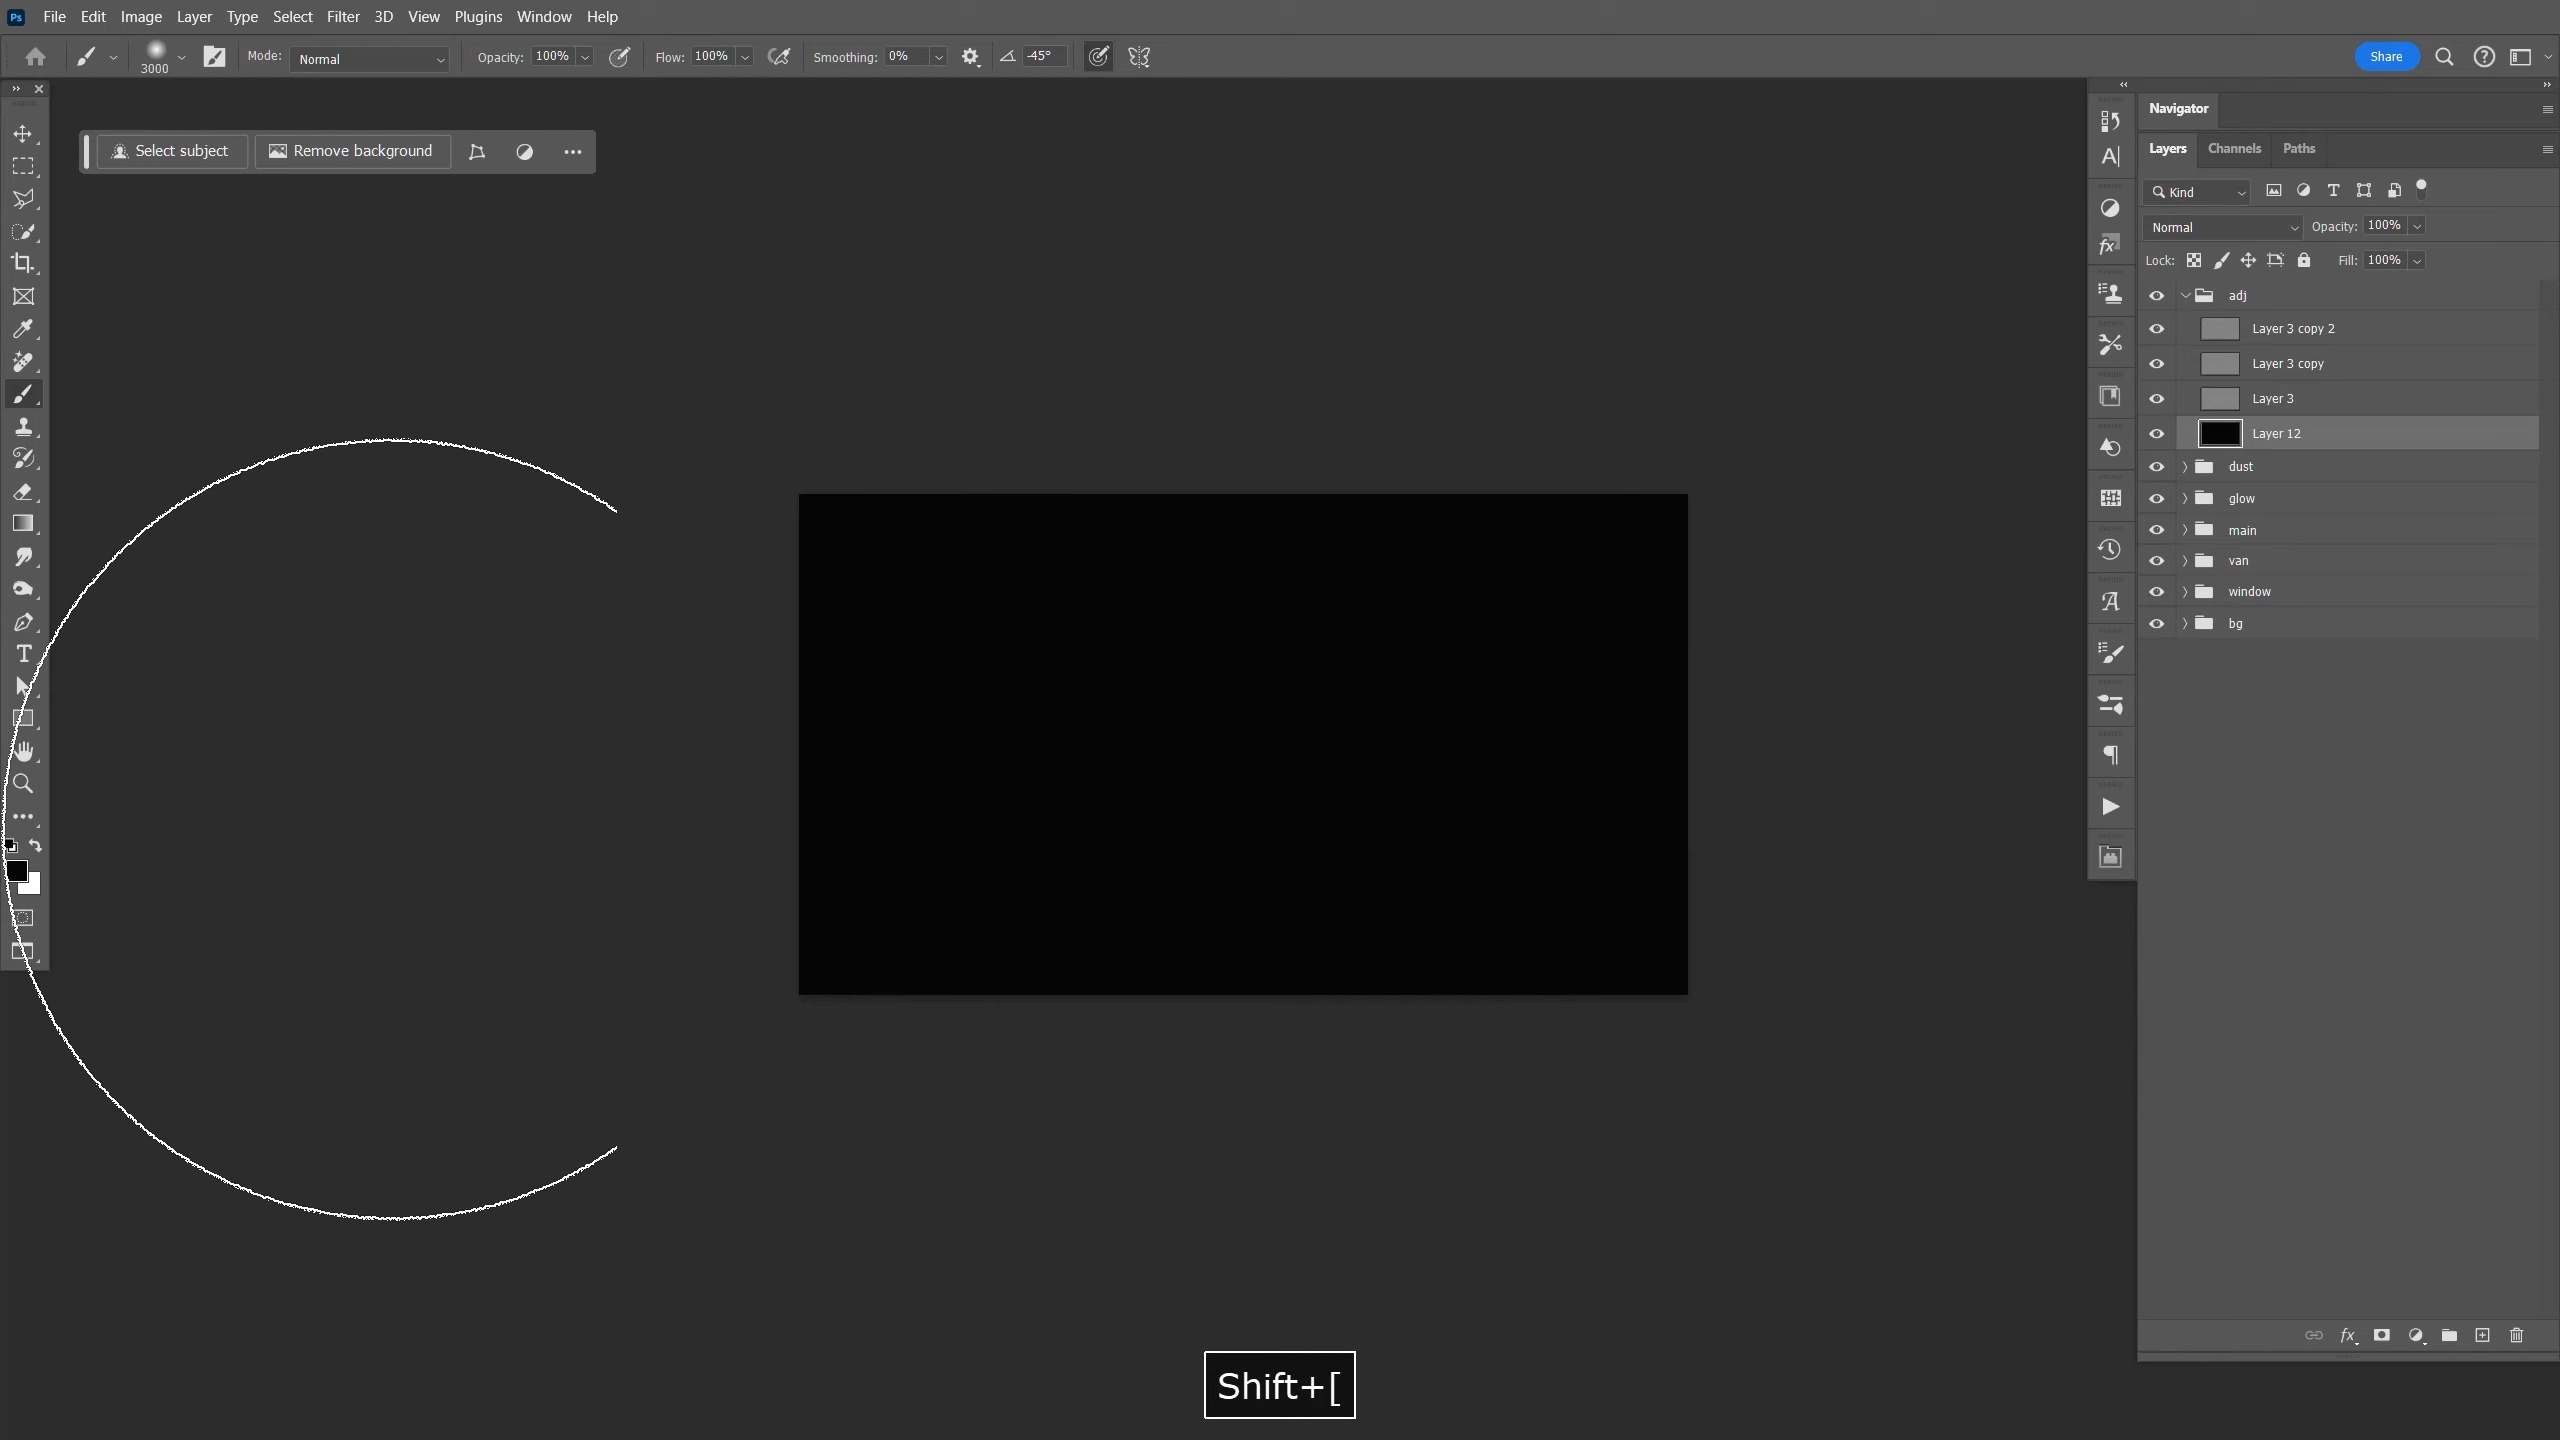 Ps File Edit Image Layer Type Select Filter 3D View Plugins Window Help
3000 Mode: Normal Opacity: 100% Flow: 100% Smoothing: 0% -45° Share
Select subject Remove background
Navigator
Layers Channels Paths
Kind
Normal Opacity: 100%
Lock: Fill: 100%
adj
Layer 3 copy 2
Layer 3 copy
Layer 3
Layer 12
dust
glow
main
van
window
bg
Shift+[